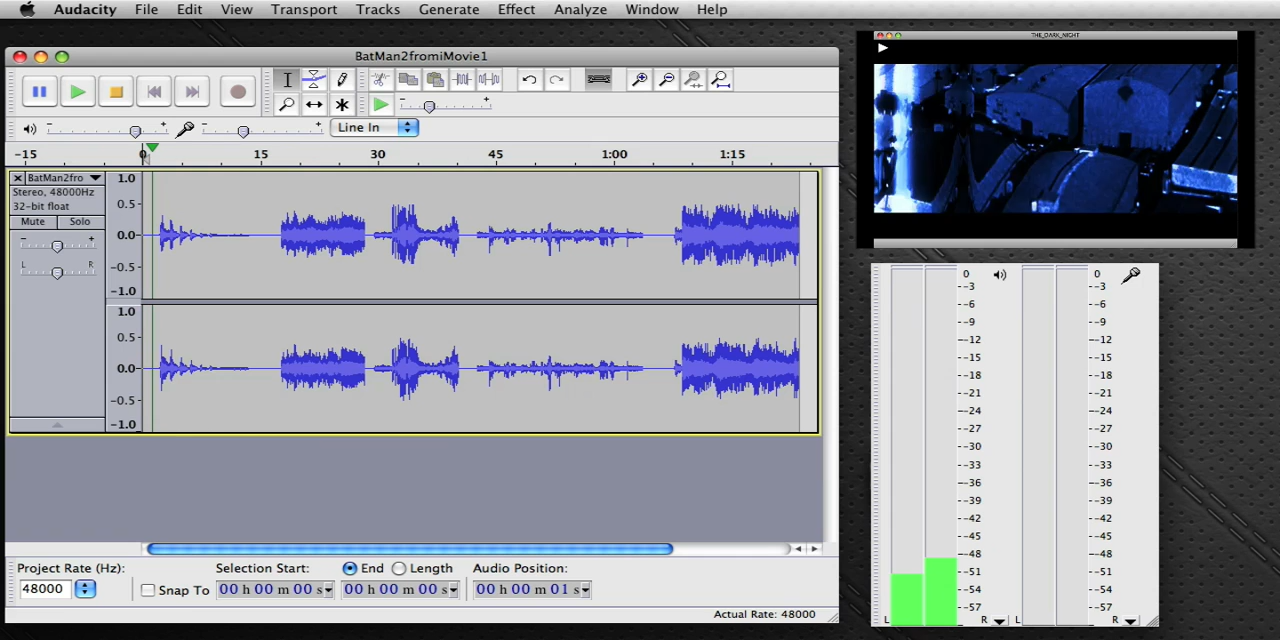 Audacity File Edit View Transport Tracks Generate Effect Analyze Window Help
BatMan2fromiMovie1
THE_DARK_NIGHT
- + - + Line In
- +
-15 0 15 30 45 1:00 1:15
BatMan2fro
Stereo, 48000Hz
32-bit float
Mute Solo
- +
L R
1.0
0.5
0.0
-0.5
-1.0
1.0
0.5
0.0
-0.5
-1.0
0 0
-3 -3
-6 -6
-9 -9
-12 -12
-15 -15
-18 -18
-21 -21
-24 -24
-27 -27
-30 -30
-33 -33
-36 -36
-39 -39
-42 -42
-45 -45
-48 -48
-51 -51
-54 -54
-57 -57
L R L R
Project Rate (Hz): Selection Start: End Length Audio Position:
48000 Snap To 00 h 00 m 00 s 00 h 00 m 00 s 00 h 00 m 01 s
Actual Rate: 48000